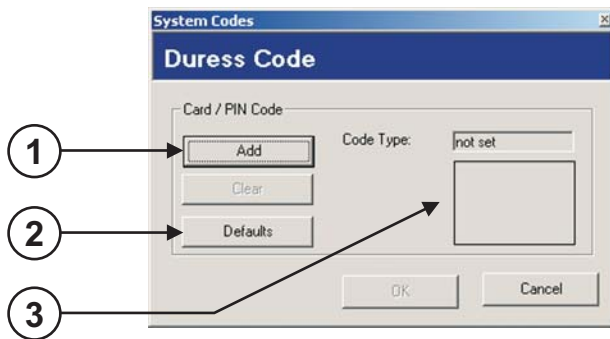 System Codes
Duress Code
Card / PIN Code
1
Add
Code Type:
not set
Clear
2
Defaults
3
OK
Cancel